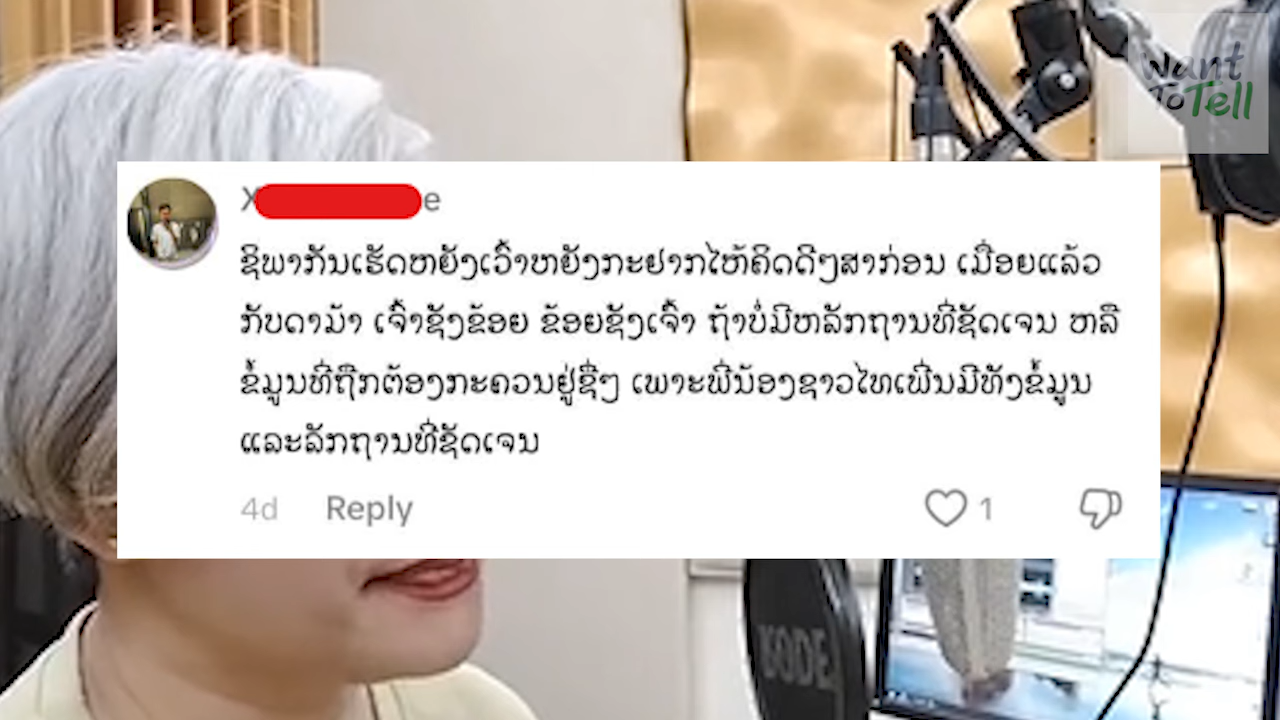 Want
To Tell
X e
ຊິພາກັນເຮັດຫຍັງເວົ້າຫຍັງກະຢາກໄຫ້ຄິດດີໆສາກ່ອນ ເມື່ອຍແລ້ວ
ກັບດາມ້າ ເຈົ້າຊັງຂ້ອຍ ຂ້ອຍຊັງເຈົ້າ ຖ້າບໍ່ມີຫລັກຖານທີ່ຊັດເຈນ ຫລື
ຂໍ້ມູນທີ່ຖືກຕ້ອງກະຄວນຢູ່ຊື່ໆ ເພາະພີ່ນ້ອງຊາວໄທເພີ່ນມີທັງຂໍ້ມູນ
ແລະລັກຖານທີ່ຊັດເຈນ
4d Reply 1